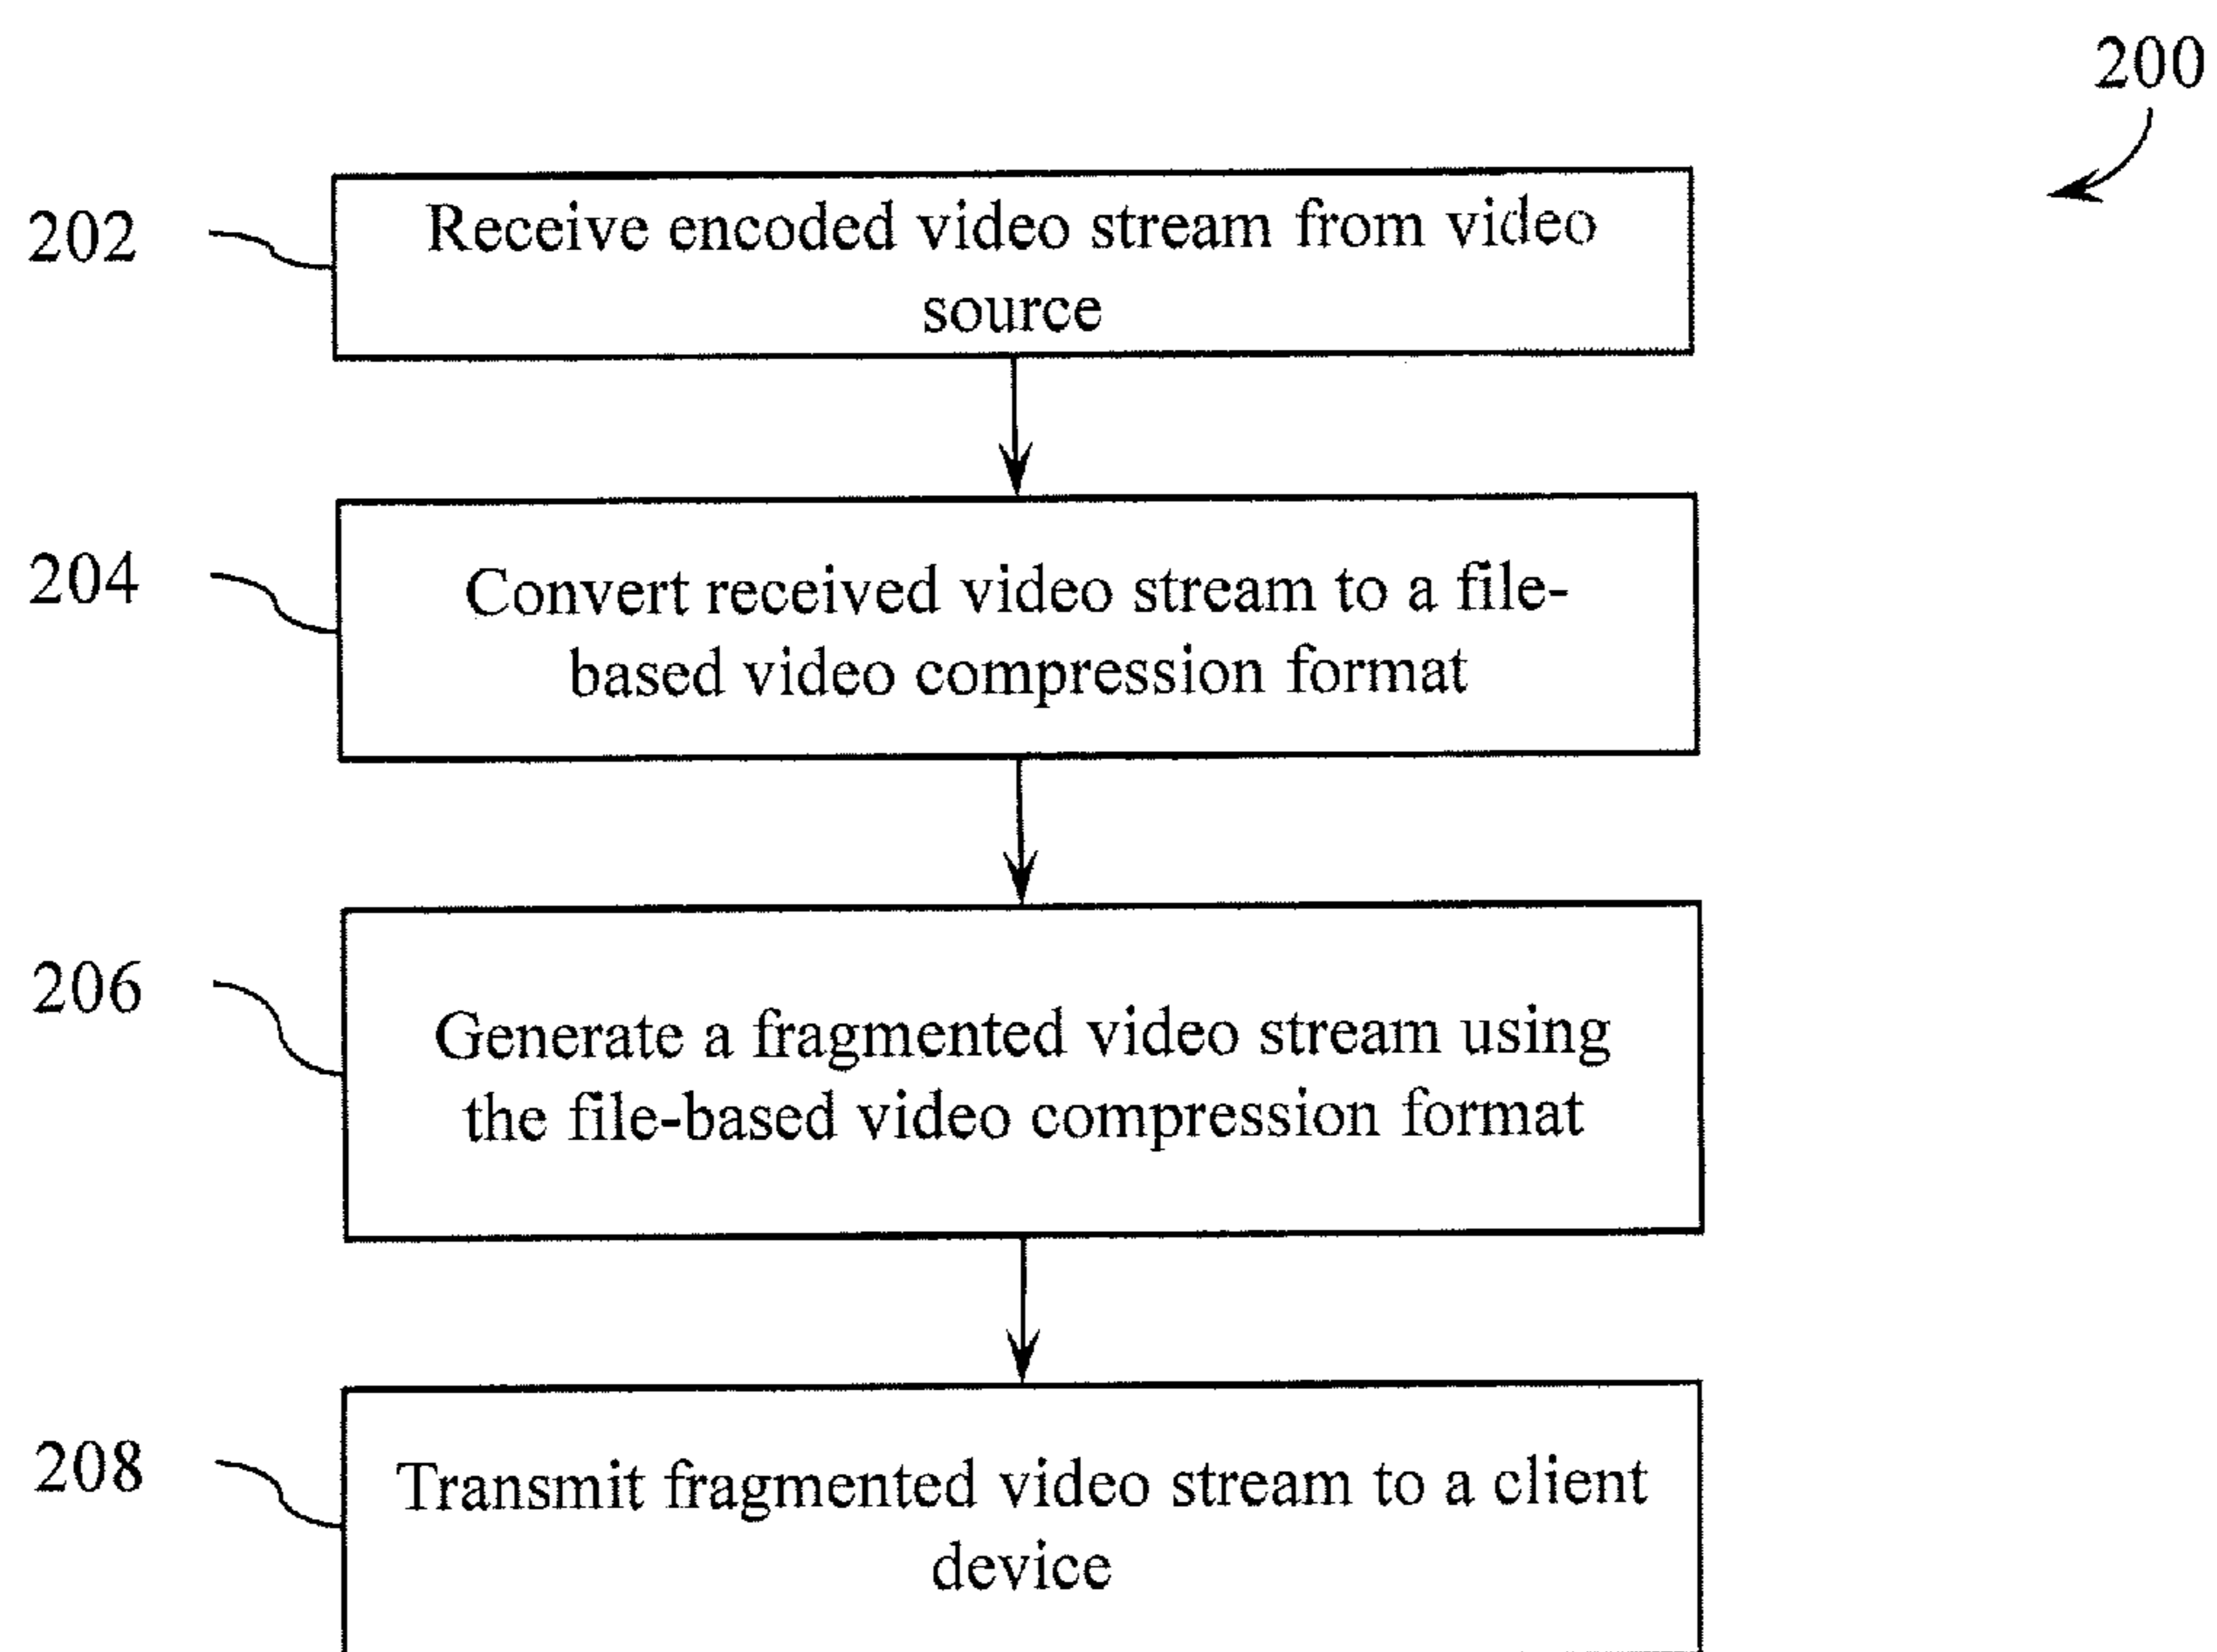 200
202
Receive encoded video stream from video
source
204
Convert received video stream to a file-
based video compression format
206
Generate a fragmented video stream using
the file-based video compression format
208
Transmit fragmented video stream to a client
device